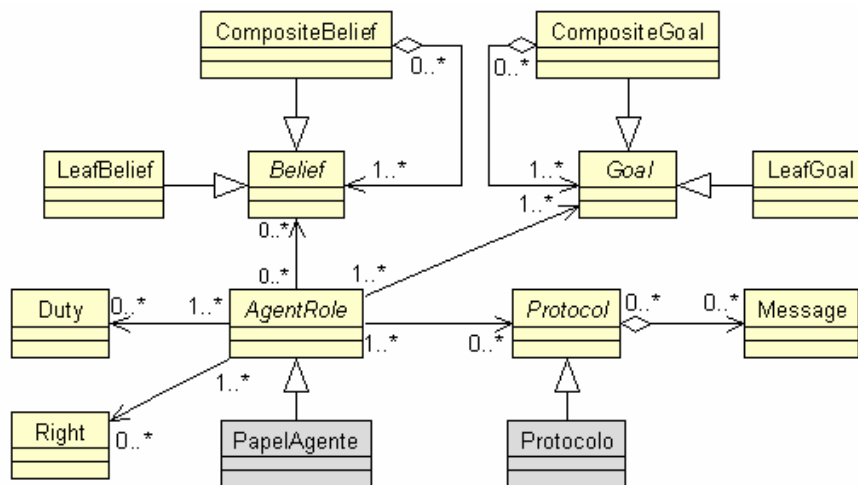 CompositeBelief
CompositeGoal
0..*
0..*
LeafBelief
Belief
1..*
1..*
Goal
LeafGoal
1..*
0..*
0..*
1..*
Duty
0..*
1..*
AgentRole
Protocol
0..*
0..*
Message
1..*
0..*
1..*
Right
0..*
PapelAgente
Protocolo